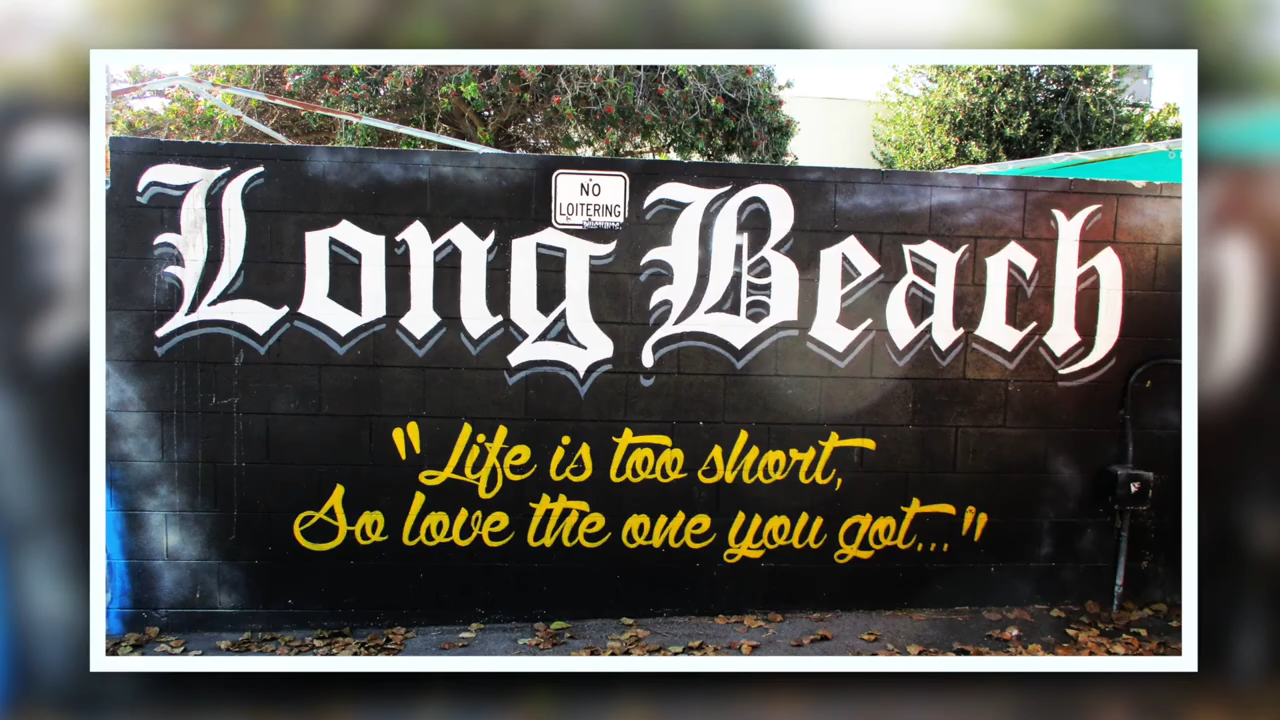 NO
LOITERING
Long Beach
"Life is too short,
So love the one you got..."